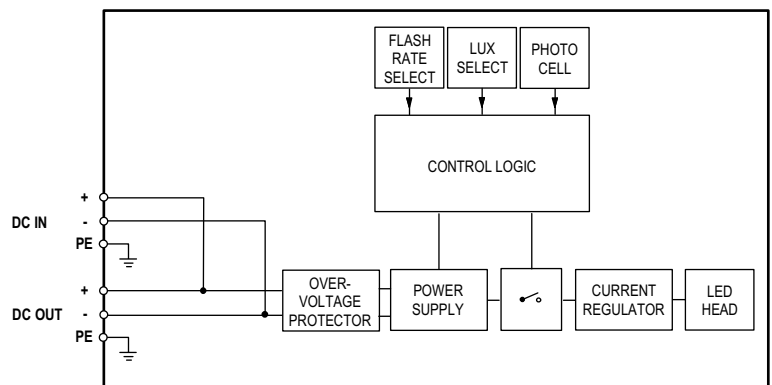 FLASH
RATE
SELECT
LUX
SELECT
PHOTO
CELL
CONTROL LOGIC
+
DC IN
-
PE
+
DC OUT
-
PE
OVER-
VOLTAGE
PROTECTOR
POWER
SUPPLY
CURRENT
REGULATOR
LED
HEAD